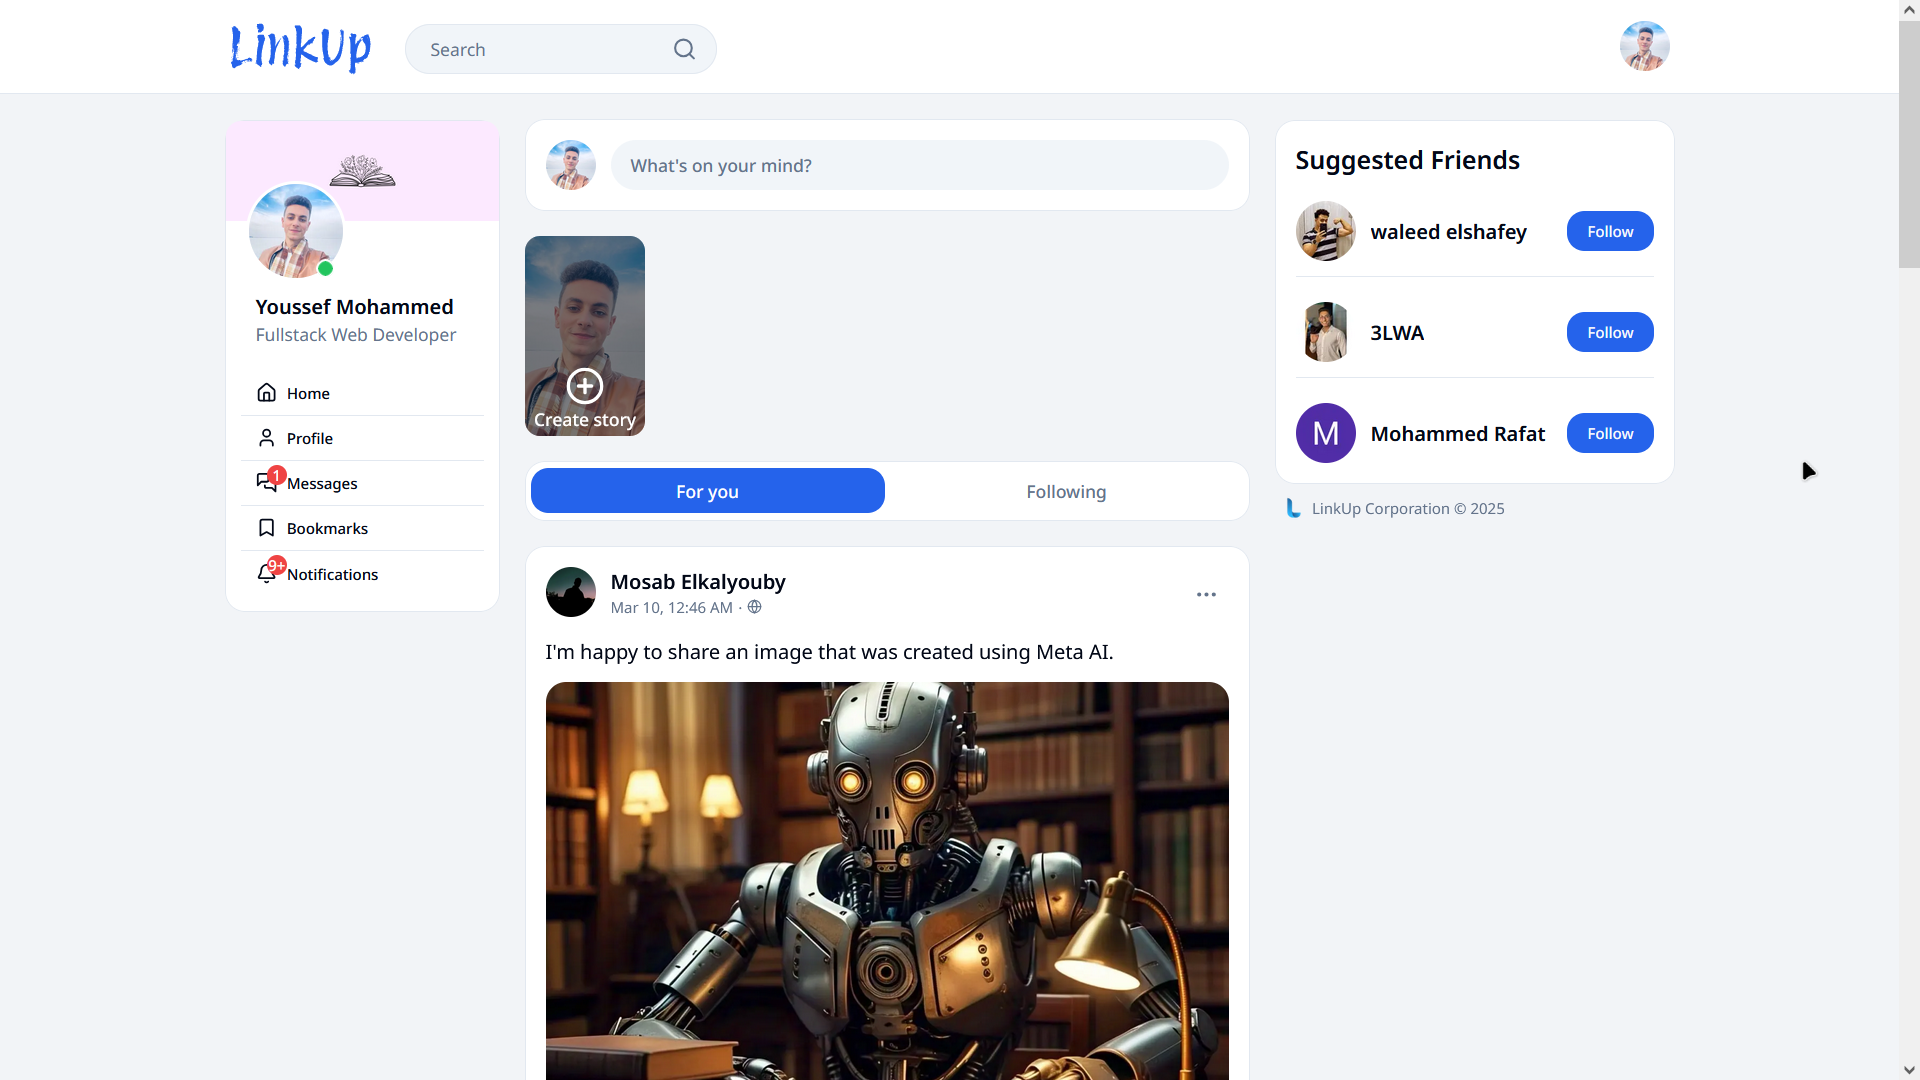 LinkUp
Search
Youssef Mohammed
Fullstack Web Developer
Home
Profile
1
Messages
Bookmarks
9+
Notifications
What's on your mind?
Create story
For you
Following
Mosab Elkalyouby
Mar 10, 12:46 AM ·
I'm happy to share an image that was created using Meta AI.
Suggested Friends
waleed elshafey
Follow
3LWA
Follow
M
Mohammed Rafat
Follow
LinkUp Corporation © 2025